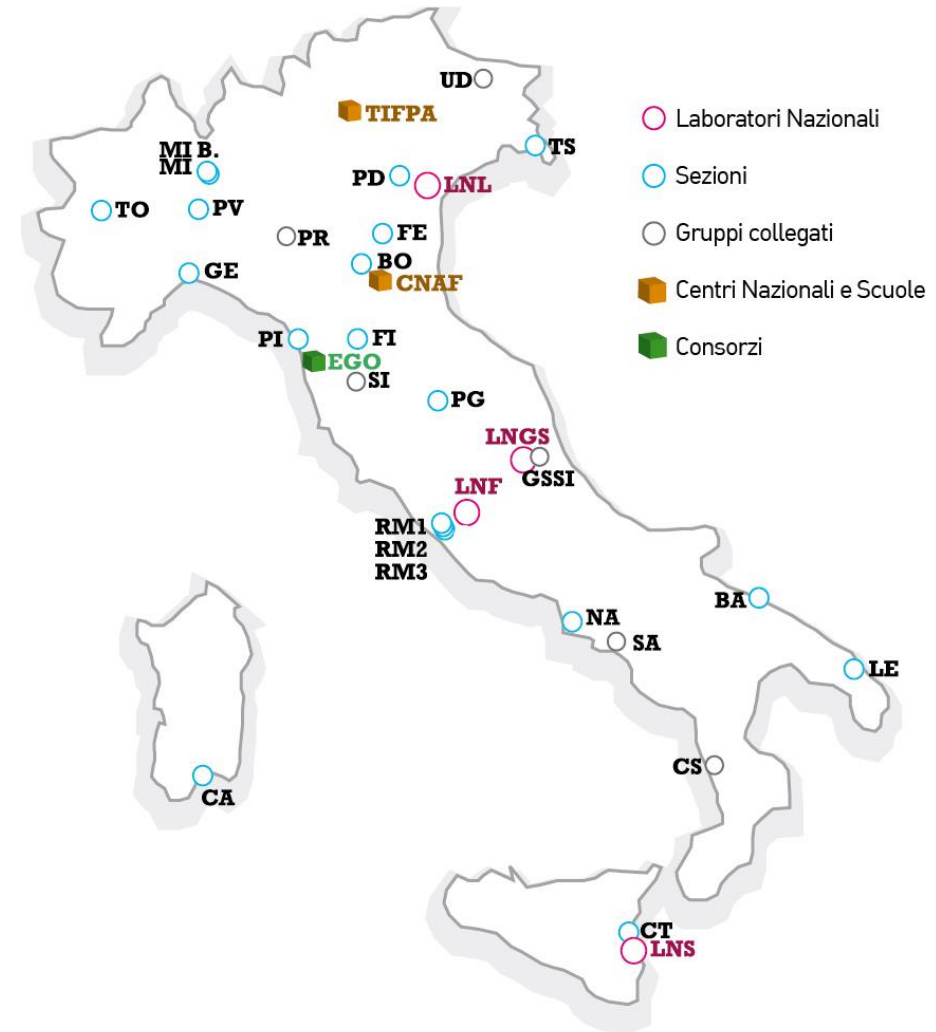 UD
TIFPA
Laboratori Nazionali
TS
MI B.
MI
Sezioni
PD
LNL
TO
PV
PR
FE
Gruppi collegati
BO
GE
CNAF
Centri Nazionali e Scuole
PI
FI
Consorzi
EGO
SI
PG
LNGS
GSSI
LNF
RM1
RM2
RM3
BA
NA
SA
LE
CS
CA
CT
LNS